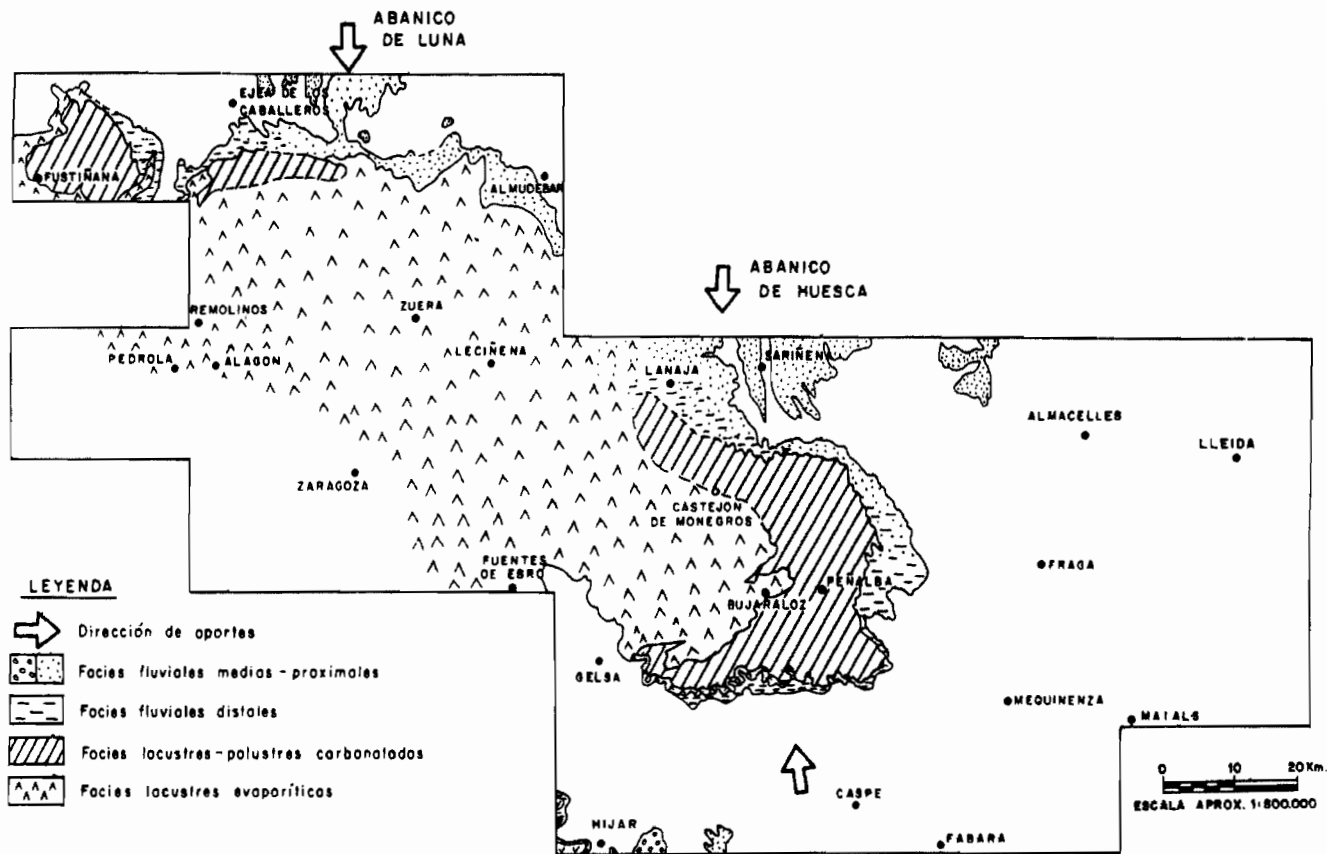 ABANICO
DE LUNA
EJEA DE LOS
CABALLEROS
FUSTIÑANA
ALMUDEBAR
ABANICO
DE HUESCA
REMOLINOS
ZUERA
PEDROLA
ALAGON
LECIÑENA
LANAJA
SARIÑENA
ALMACELLES
LLEIDA
ZARAGOZA
CASTEJON
DE MONEGROS
FUENTES
DE EBRO
FRAGA
BUJARALOZ
PEÑALBA
GELSA
MEQUINENZA
MAIALS
CASPE
HIJAR
FABARA
LEYENDA
Dirección de aportes
Facies fluviales medias-proximales
Facies fluviales distales
Facies lacustres-palustres carbonatadas
Facies lacustres evaporíticas
0 10 20 Km.
ESCALA APROX. 1:800.000